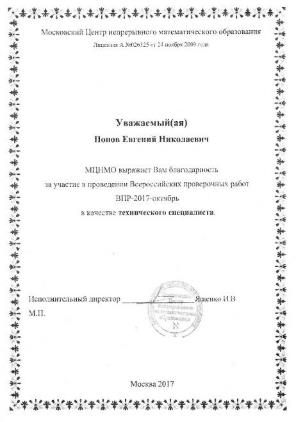 Московский Центр непрерывного математического образования
Лицензия А №026325 от 24 ноября 2009 года
Уважаемый(ая)
Попов Евгений Николаевич
МЦНМО выражает Вам благодарность
за участие в проведении Всероссийских проверочных работ
ВПР-2017-октябрь
в качестве технического специалиста.
Исполнительный директор Ященко И.В
М.П.
Москва 2017